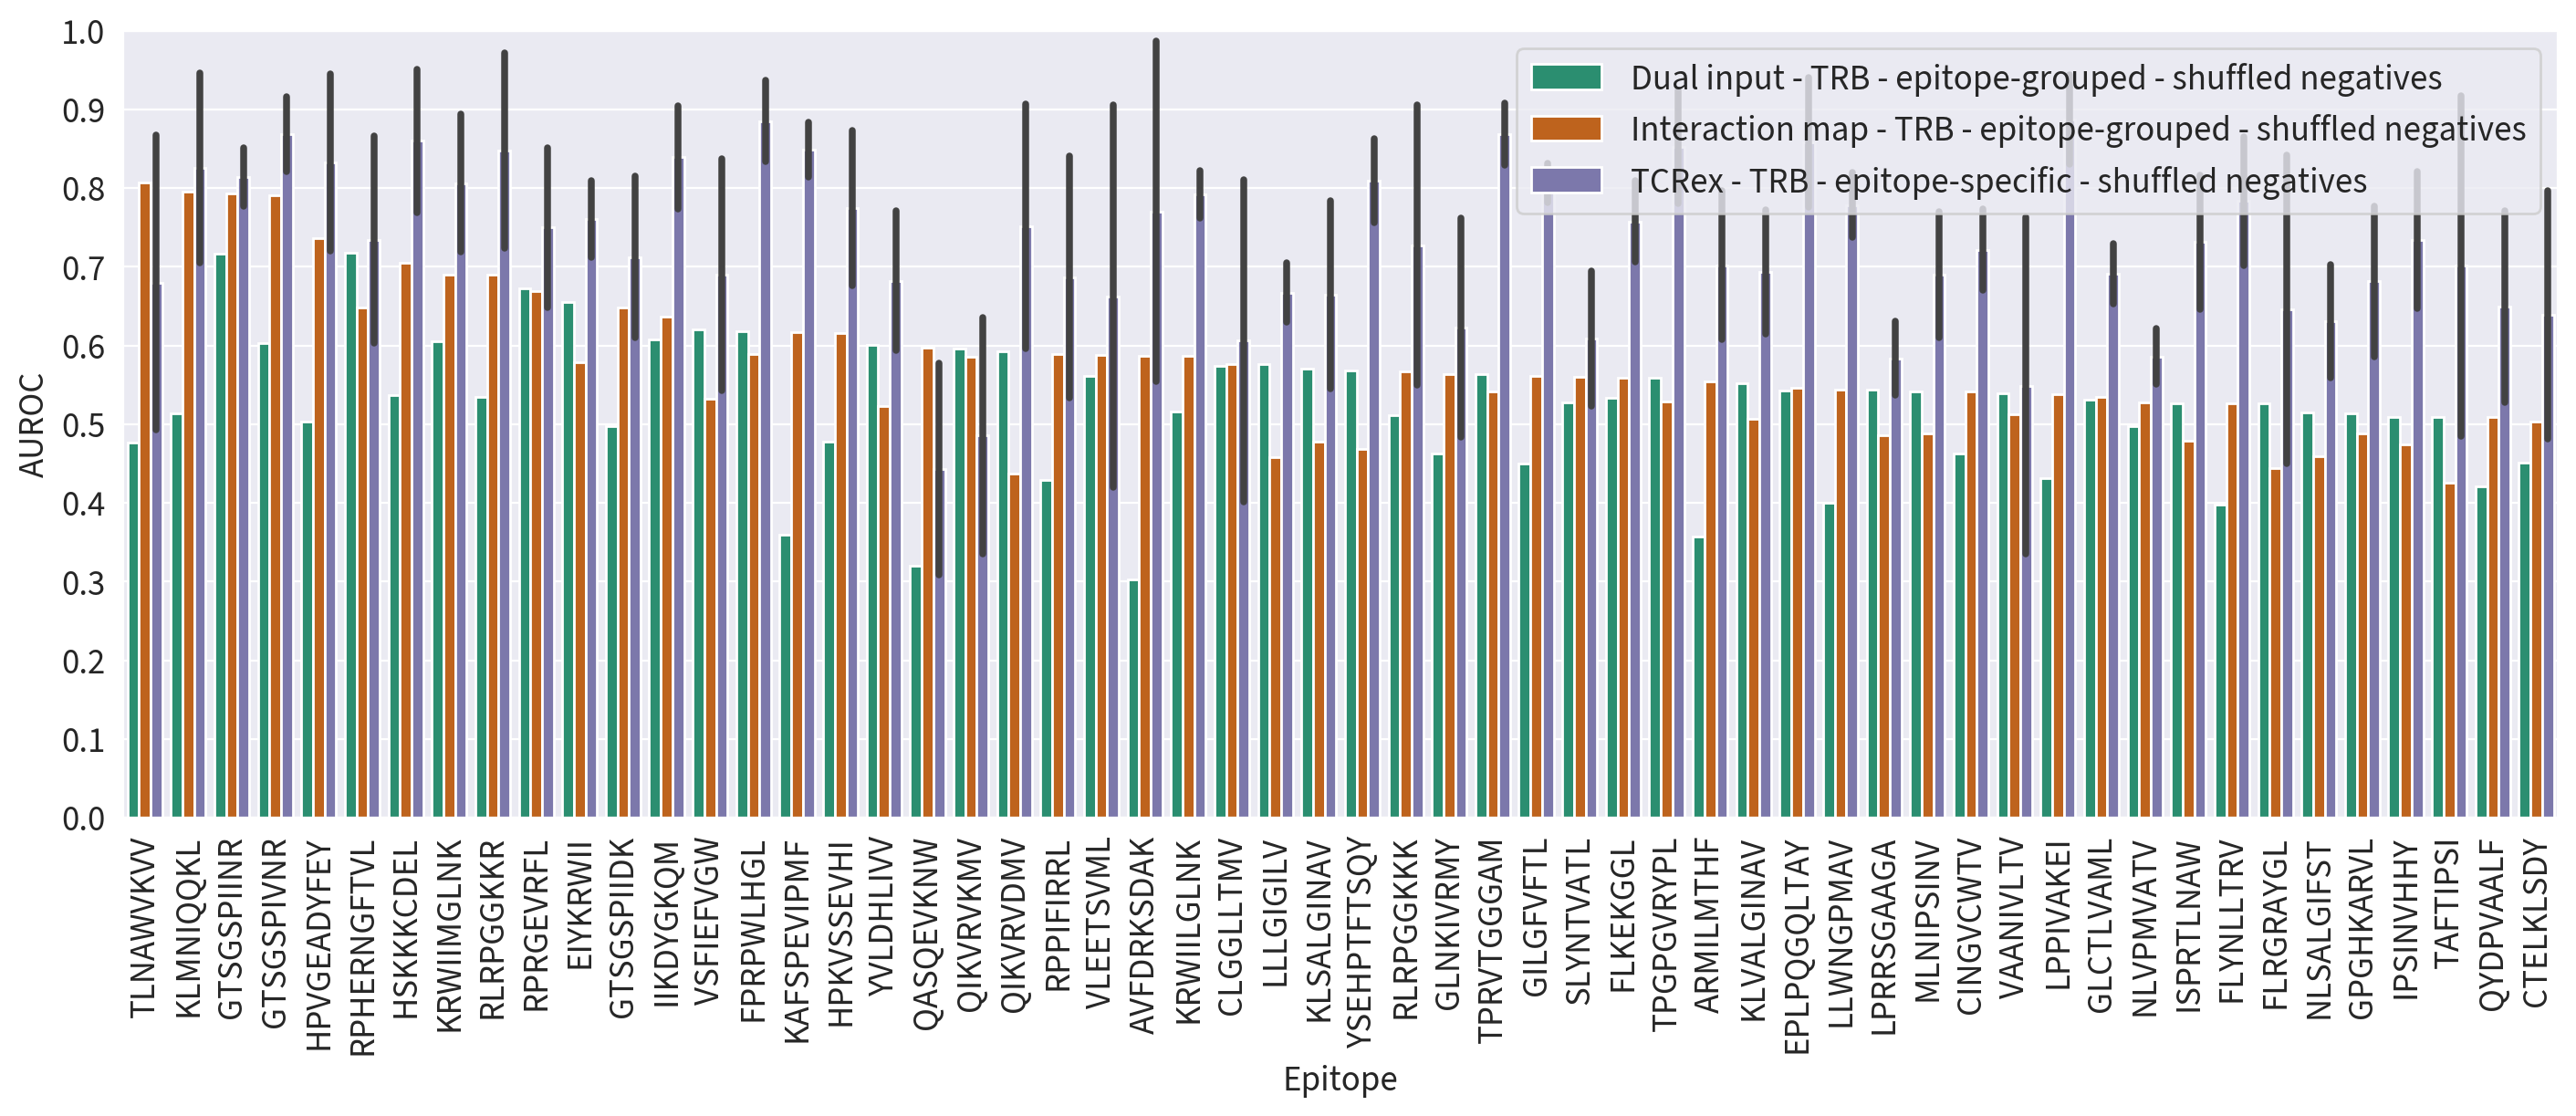 1.0
0.9
0.8
0.7
0.6
0.5
0.4
0.3
0.2
0.1
0.0
AUROC
Dual input - TRB - epitope-grouped - shuffled negatives
Interaction map - TRB - epitope-grouped - shuffled negatives
TCRex - TRB - epitope-specific - shuffled negatives
TLNAWVKVV
KLMNIQQKL
GTSGSPIINR
GTSGSPIVNR
HPVGEADYFEY
RPHERNGFTVL
HSKKKCDEL
KRWIIMGLNK
RLRPGGKKR
RPRGEVRFL
EIYKRWII
GTSGSPIIDK
IIKDYGKQM
VSFIEFVGW
FPRPWLHGL
KAFSPEVIPMF
HPKVSSEVHI
YVLDHLIVV
QASQEVKNW
QIKVRVKMV
QIKVRVDMV
RPPIFIRRL
VLEETSVML
AVFDRKSDAK
KRWIILGLNK
CLGGLLTMV
LLLGIGILV
KLSALGINAV
YSEHPTFTSQY
RLRPGGKKK
GLNKIVRMY
TPRVTGGGAM
GILGFVFTL
SLYNTVATL
FLKEKGGL
TPGPGVRYPL
ARMILMTHF
KLVALGINAV
EPLPQGQLTAY
LLWNGPMAV
LPRRSGAAGA
MLNIPSINV
CINGVCWTV
VAANIVLTV
LPPIVAKEI
GLCTLVAML
NLVPMVATV
ISPRTLNAW
FLYNLLTRV
FLRGRAYGL
NLSALGIFST
GPGHKARVL
IPSINVHHY
TAFTIPSI
QYDPVAALF
CTELKLSDY
Epitope